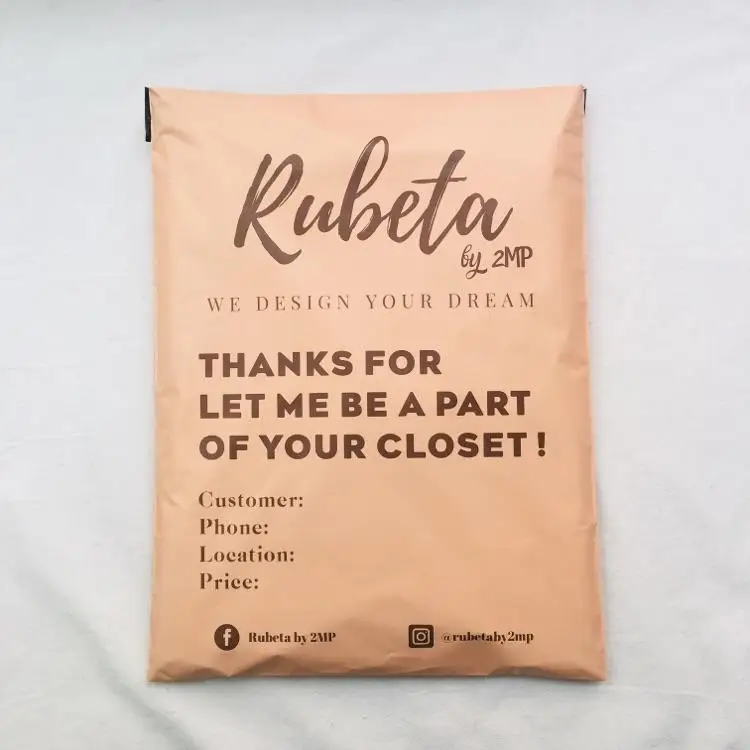 Rubeta
by 2MP
WE DESIGN YOUR DREAM
THANKS FOR
LET ME BE A PART
OF YOUR CLOSET !
Customer:
Phone:
Location:
Price:
Rubeta by 2MP
@rubetaby2mp